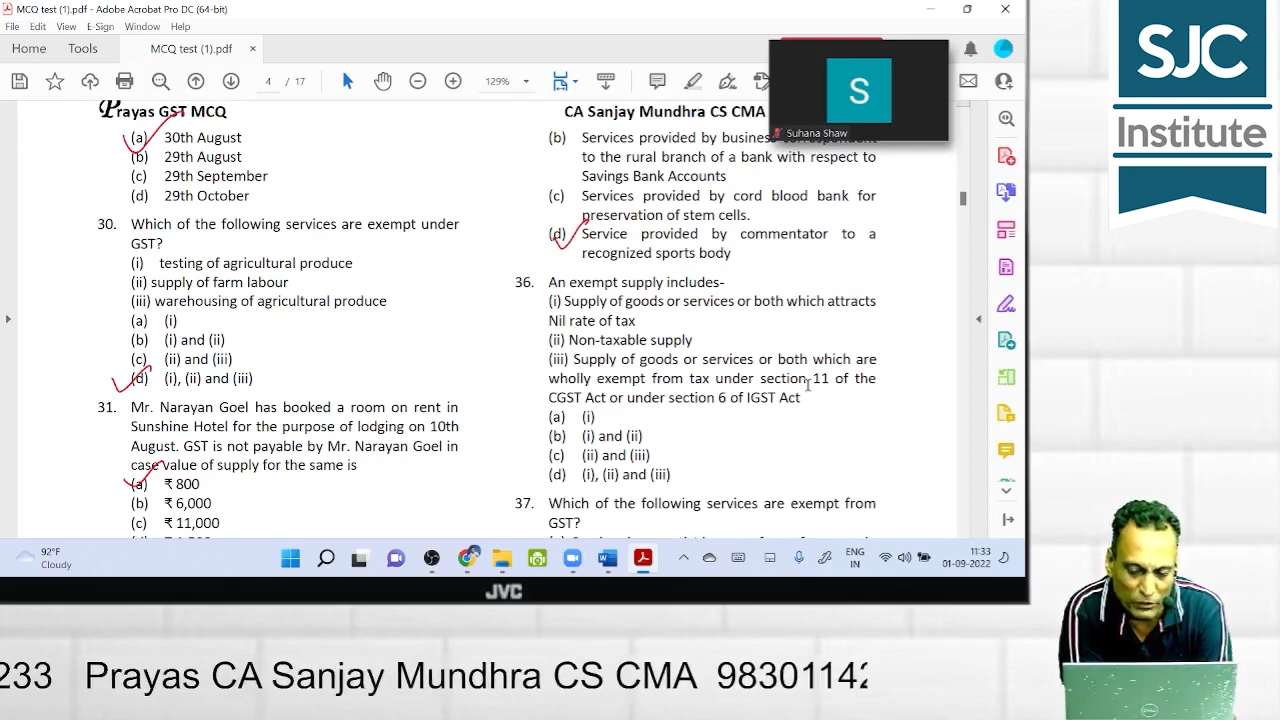 MCQ test (1).pdf - Adobe Acrobat Pro DC (64-bit)
File Edit View E-Sign Window Help
Home Tools MCQ test (1).pdf ×
4 / 17 129%
S
Suhana Shaw
Prayas GST MCQ
(a) 30th August
(b) 29th August
(c) 29th September
(d) 29th October
30. Which of the following services are exempt under
GST?
(i) testing of agricultural produce
(ii) supply of farm labour
(iii) warehousing of agricultural produce
(a) (i)
(b) (i) and (ii)
(c) (ii) and (iii)
(d) (i), (ii) and (iii)
31. Mr. Narayan Goel has booked a room on rent in
Sunshine Hotel for the purpose of lodging on 10th
August. GST is not payable by Mr. Narayan Goel in
case value of supply for the same is
(a) ₹ 800
(b) ₹ 6,000
(c) ₹ 11,000
CA Sanjay Mundhra CS CMA
(b) Services provided by business correspondent
to the rural branch of a bank with respect to
Savings Bank Accounts
(c) Services provided by cord blood bank for
preservation of stem cells.
(d) Service provided by commentator to a
recognized sports body
36. An exempt supply includes-
(i) Supply of goods or services or both which attracts
Nil rate of tax
(ii) Non-taxable supply
(iii) Supply of goods or services or both which are
wholly exempt from tax under section 11 of the
CGST Act or under section 6 of IGST Act
(a) (i)
(b) (i) and (ii)
(c) (ii) and (iii)
(d) (i), (ii) and (iii)
37. Which of the following services are exempt from
GST?
92°F
Cloudy
ENG
IN
11:33
01-09-2022
JVC
SJC
Institute
233 Prayas CA Sanjay Mundhra CS CMA 98301142
DELL